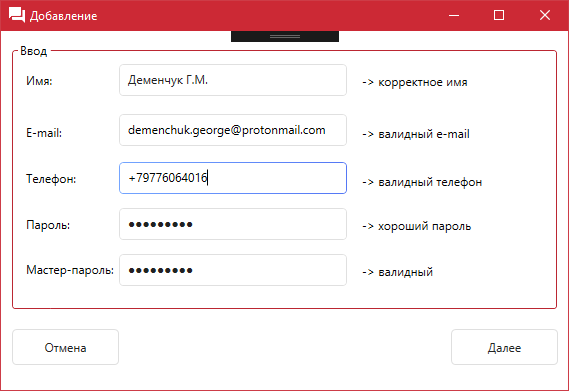 Добавление
Ввод
Имя: Деменчук Г.М. -> корректное имя
E-mail: demenchuk.george@protonmail.com -> валидный e-mail
Телефон: +79776064016 -> валидный телефон
Пароль: ●●●●●●●●● -> хороший пароль
Мастер-пароль: ●●●●●●●●● -> валидный
Отмена Далее